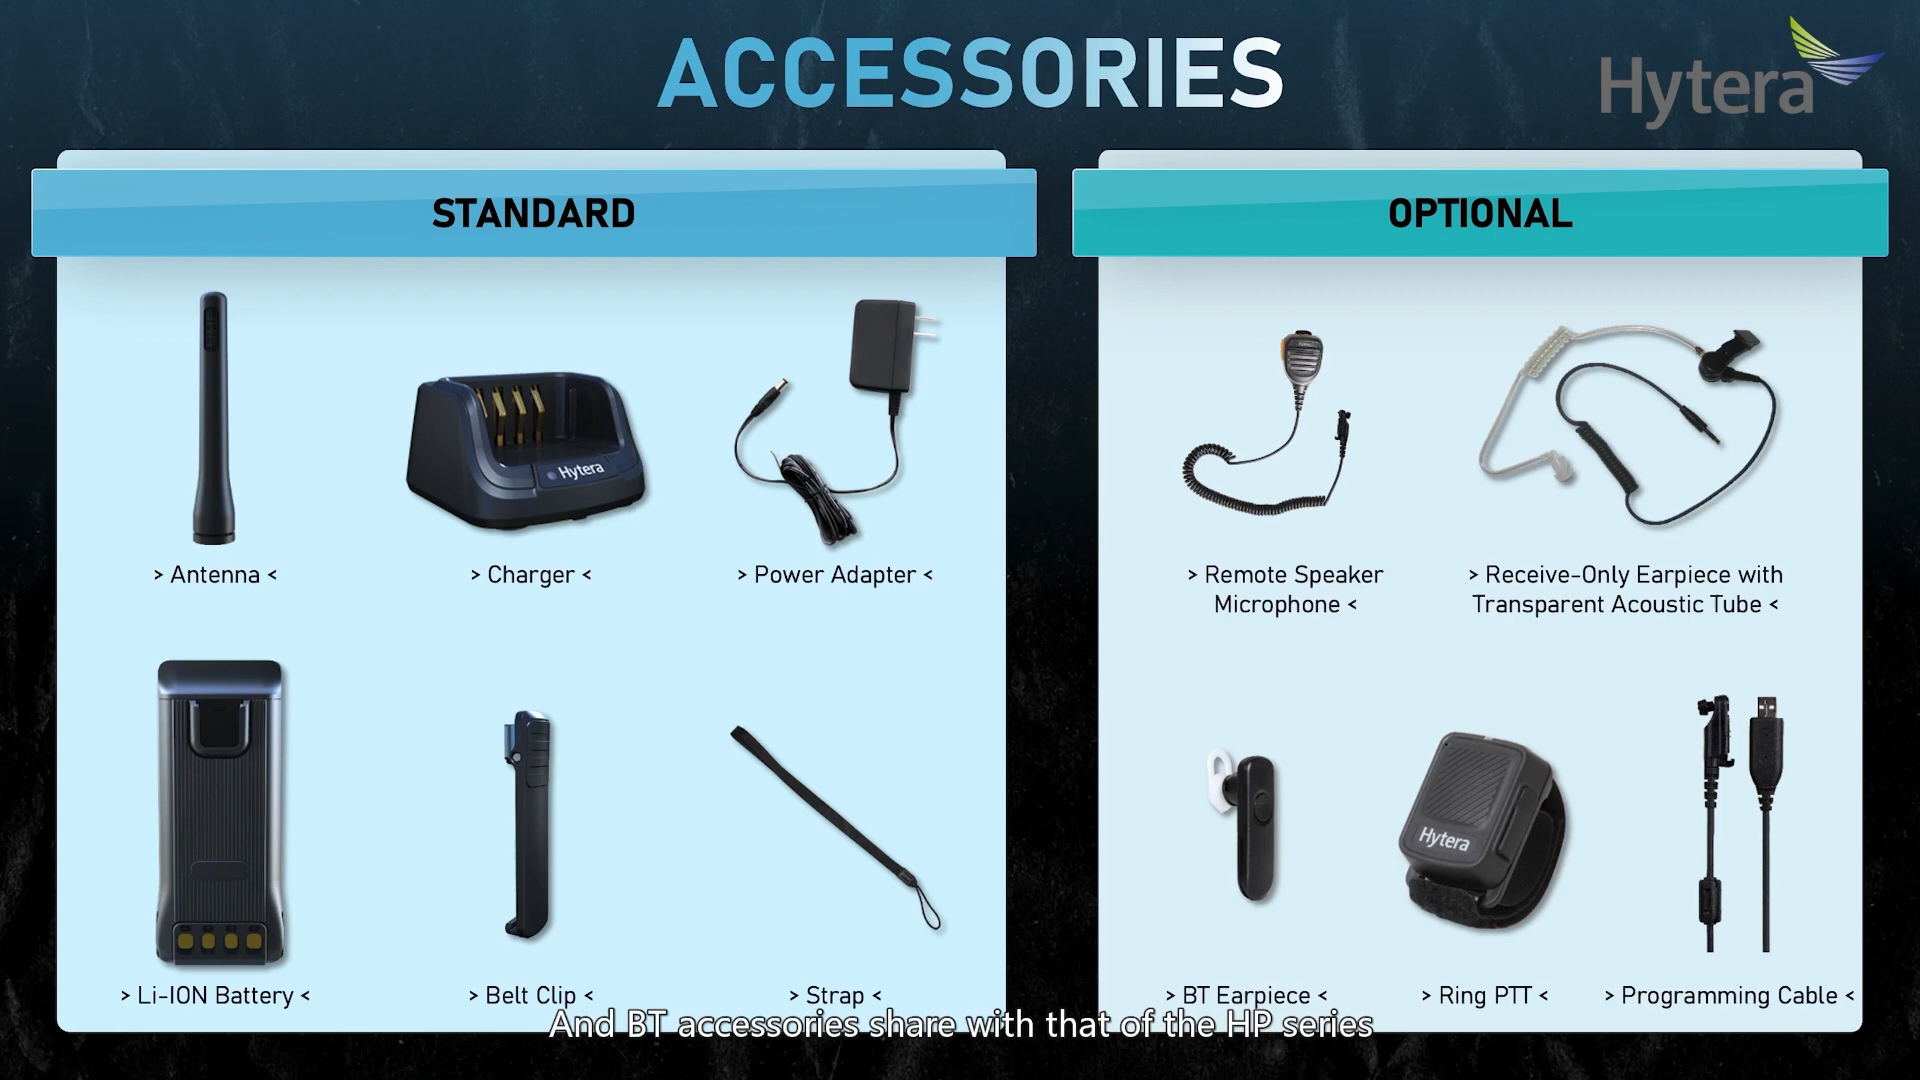 ACCESSORIES
Hytera
STANDARD
OPTIONAL
Hytera
> Antenna <
> Charger <
> Power Adapter <
> Remote Speaker
Microphone <
> Receive-Only Earpiece with
Transparent Acoustic Tube <
Hytera
> Li-ION Battery <
> Belt Clip <
> Strap <
> BT Earpiece <
> Ring PTT <
> Programming Cable <
And BT accessories share with that of the HP series